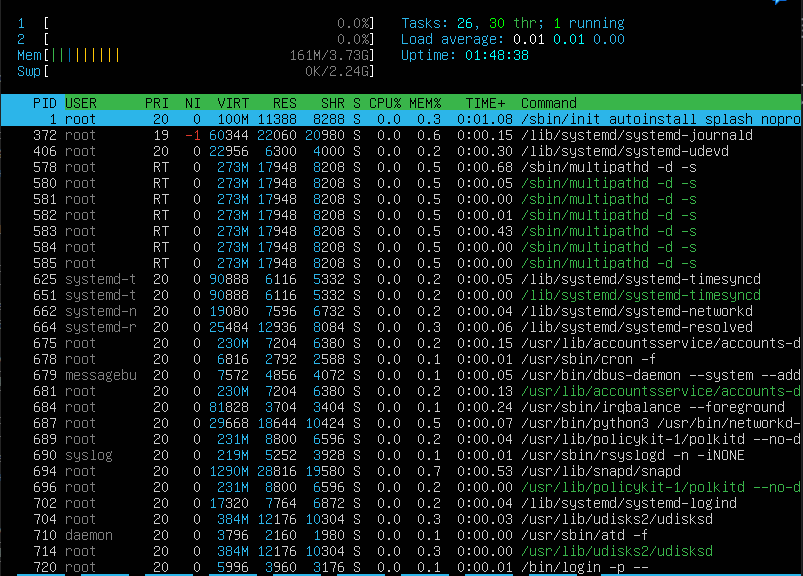 1 [ 0.0%] Tasks: 26, 30 thr; 1 running
2 [ 0.0%] Load average: 0.01 0.01 0.00
Mem[||||||||| 161M/3.73G] Uptime: 01:48:38
Swp[ 0K/2.24G]
PID USER PRI NI VIRT RES SHR S CPU% MEM% TIME+ Command
1 root 20 0 100M 11388 8288 S 0.0 0.3 0:01.08 /sbin/init autoinstall splash nopro
372 root 19 -1 60344 22060 20980 S 0.0 0.6 0:00.15 /lib/systemd/systemd-journald
406 root 20 0 22956 6300 4000 S 0.0 0.2 0:00.30 /lib/systemd/systemd-udevd
578 root RT 0 273M 17948 8208 S 0.0 0.5 0:00.68 /sbin/multipathd -d -s
580 root RT 0 273M 17948 8208 S 0.0 0.5 0:00.05 /sbin/multipathd -d -s
581 root RT 0 273M 17948 8208 S 0.0 0.5 0:00.00 /sbin/multipathd -d -s
582 root RT 0 273M 17948 8208 S 0.0 0.5 0:00.01 /sbin/multipathd -d -s
583 root RT 0 273M 17948 8208 S 0.0 0.5 0:00.43 /sbin/multipathd -d -s
584 root RT 0 273M 17948 8208 S 0.0 0.5 0:00.00 /sbin/multipathd -d -s
585 root RT 0 273M 17948 8208 S 0.0 0.5 0:00.00 /sbin/multipathd -d -s
625 systemd-t 20 0 90888 6116 5332 S 0.0 0.2 0:00.05 /lib/systemd/systemd-timesyncd
651 systemd-t 20 0 90888 6116 5332 S 0.0 0.2 0:00.00 /lib/systemd/systemd-timesyncd
662 systemd-n 20 0 19080 7596 6732 S 0.0 0.2 0:00.04 /lib/systemd/systemd-networkd
664 systemd-r 20 0 25484 12936 8084 S 0.0 0.3 0:00.06 /lib/systemd/systemd-resolved
675 root 20 0 230M 7204 6380 S 0.0 0.2 0:00.15 /usr/lib/accountsservice/accounts-d
678 root 20 0 6816 2792 2588 S 0.0 0.1 0:00.01 /usr/sbin/cron -f
679 messagebu 20 0 7572 4856 4072 S 0.0 0.1 0:00.05 /usr/bin/dbus-daemon --system --add
681 root 20 0 230M 7204 6380 S 0.0 0.2 0:00.13 /usr/lib/accountsservice/accounts-d
684 root 20 0 81828 3704 3404 S 0.0 0.1 0:00.24 /usr/sbin/irqbalance --foreground
687 root 20 0 29668 18644 10424 S 0.0 0.5 0:00.07 /usr/bin/python3 /usr/bin/networkd-
689 root 20 0 231M 8800 6596 S 0.0 0.2 0:00.04 /usr/lib/policykit-1/polkitd --no-d
690 syslog 20 0 219M 5252 3928 S 0.0 0.1 0:00.01 /usr/sbin/rsyslogd -n -iNONE
694 root 20 0 1290M 28816 19580 S 0.0 0.7 0:00.53 /usr/lib/snapd/snapd
696 root 20 0 231M 8800 6596 S 0.0 0.2 0:00.00 /usr/lib/policykit-1/polkitd --no-d
702 root 20 0 17320 7764 6872 S 0.0 0.2 0:00.04 /lib/systemd/systemd-logind
704 root 20 0 384M 12176 10304 S 0.0 0.3 0:00.03 /usr/lib/udisks2/udisksd
710 daemon 20 0 3796 2160 1980 S 0.0 0.1 0:00.00 /usr/sbin/atd -f
714 root 20 0 384M 12176 10304 S 0.0 0.3 0:00.00 /usr/lib/udisks2/udisksd
720 root 20 0 5996 3960 3176 S 0.0 0.1 0:00.01 /bin/login -p --